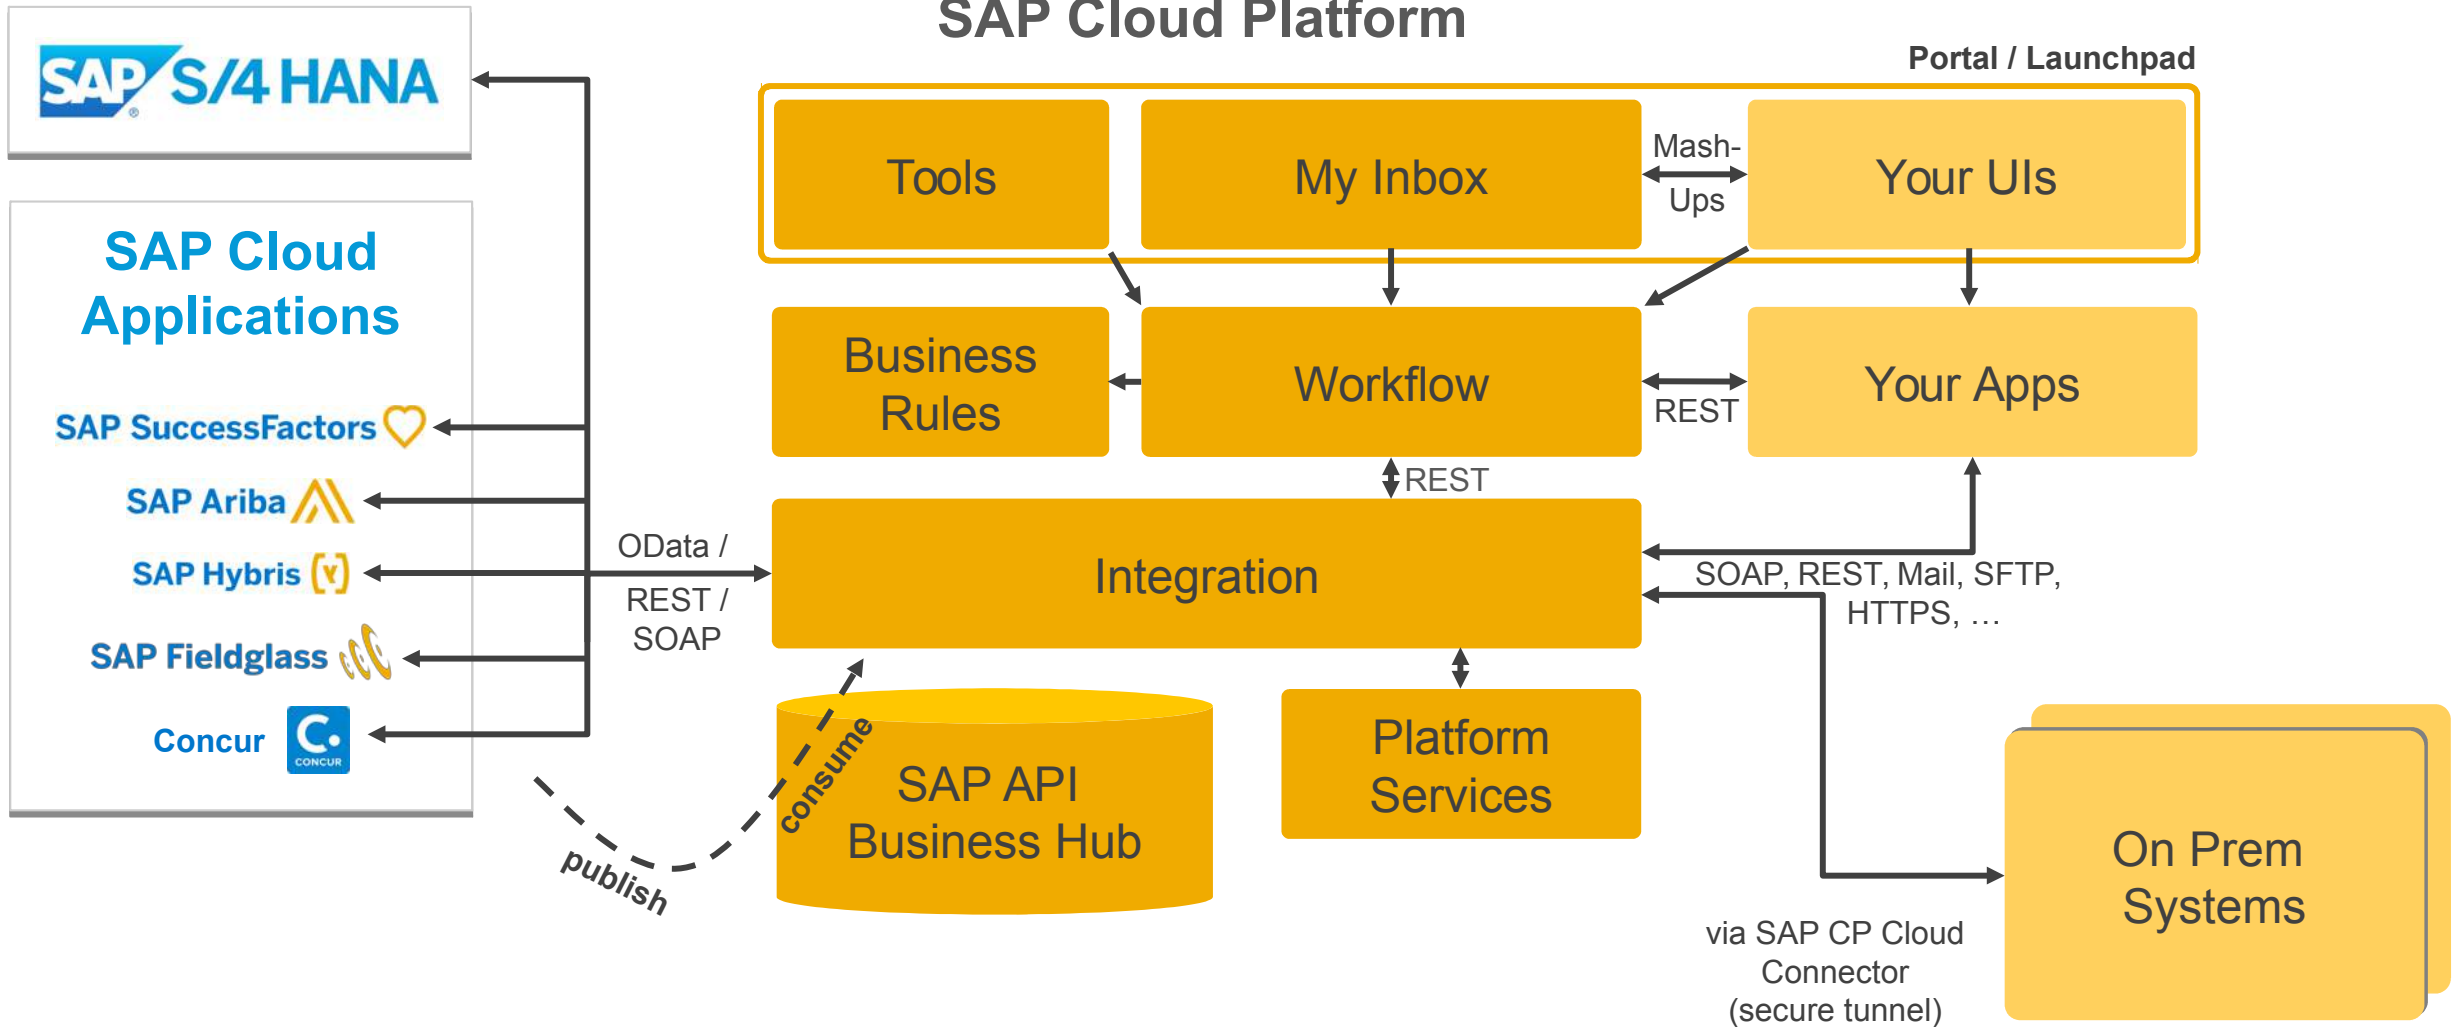 SAP Cloud Platform
Portal / Launchpad
SAP S/4 HANA
®
SAP Cloud
Applications
SAP SuccessFactors
SAP Ariba
SAP Hybris
SAP Fieldglass
Concur
C.
CONCUR
OData /
REST /
SOAP
publish
consume
Tools
My Inbox
Mash-
Ups
Your UIs
Business
Rules
Workflow
REST
Your Apps
REST
Integration
SOAP, REST, Mail, SFTP,
HTTPS, …
SAP API
Business Hub
Platform
Services
On Prem
Systems
via SAP CP Cloud
Connector
(secure tunnel)